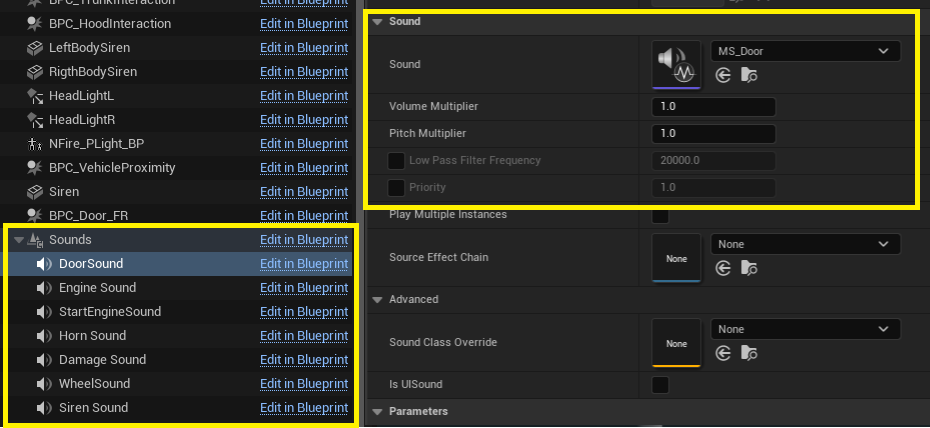 BPC_TrunkInteraction Edit in Blueprint
BPC_HoodInteraction Edit in Blueprint
LeftBodySiren Edit in Blueprint
RigthBodySiren Edit in Blueprint
HeadLightL Edit in Blueprint
HeadLightR Edit in Blueprint
NFire_PLight_BP Edit in Blueprint
BPC_VehicleProximity Edit in Blueprint
Siren Edit in Blueprint
BPC_Door_FR Edit in Blueprint
Sounds Edit in Blueprint
DoorSound Edit in Blueprint
Engine Sound Edit in Blueprint
StartEngineSound Edit in Blueprint
Horn Sound Edit in Blueprint
Damage Sound Edit in Blueprint
WheelSound Edit in Blueprint
Siren Sound Edit in Blueprint
Sound
Sound MS_Door
Volume Multiplier 1.0
Pitch Multiplier 1.0
Low Pass Filter Frequency 20000.0
Priority 1.0
Play Multiple Instances
Source Effect Chain None None
Advanced
Sound Class Override None None
Is UISound
Parameters